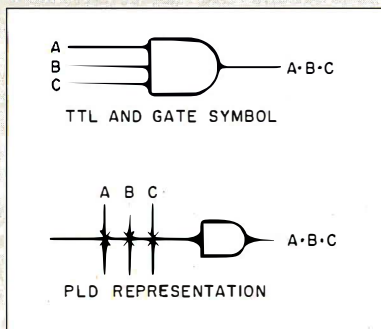 A
B
C
A•B•C
TTL AND GATE SYMBOL
A B C
A•B•C
PLD REPRESENTATION